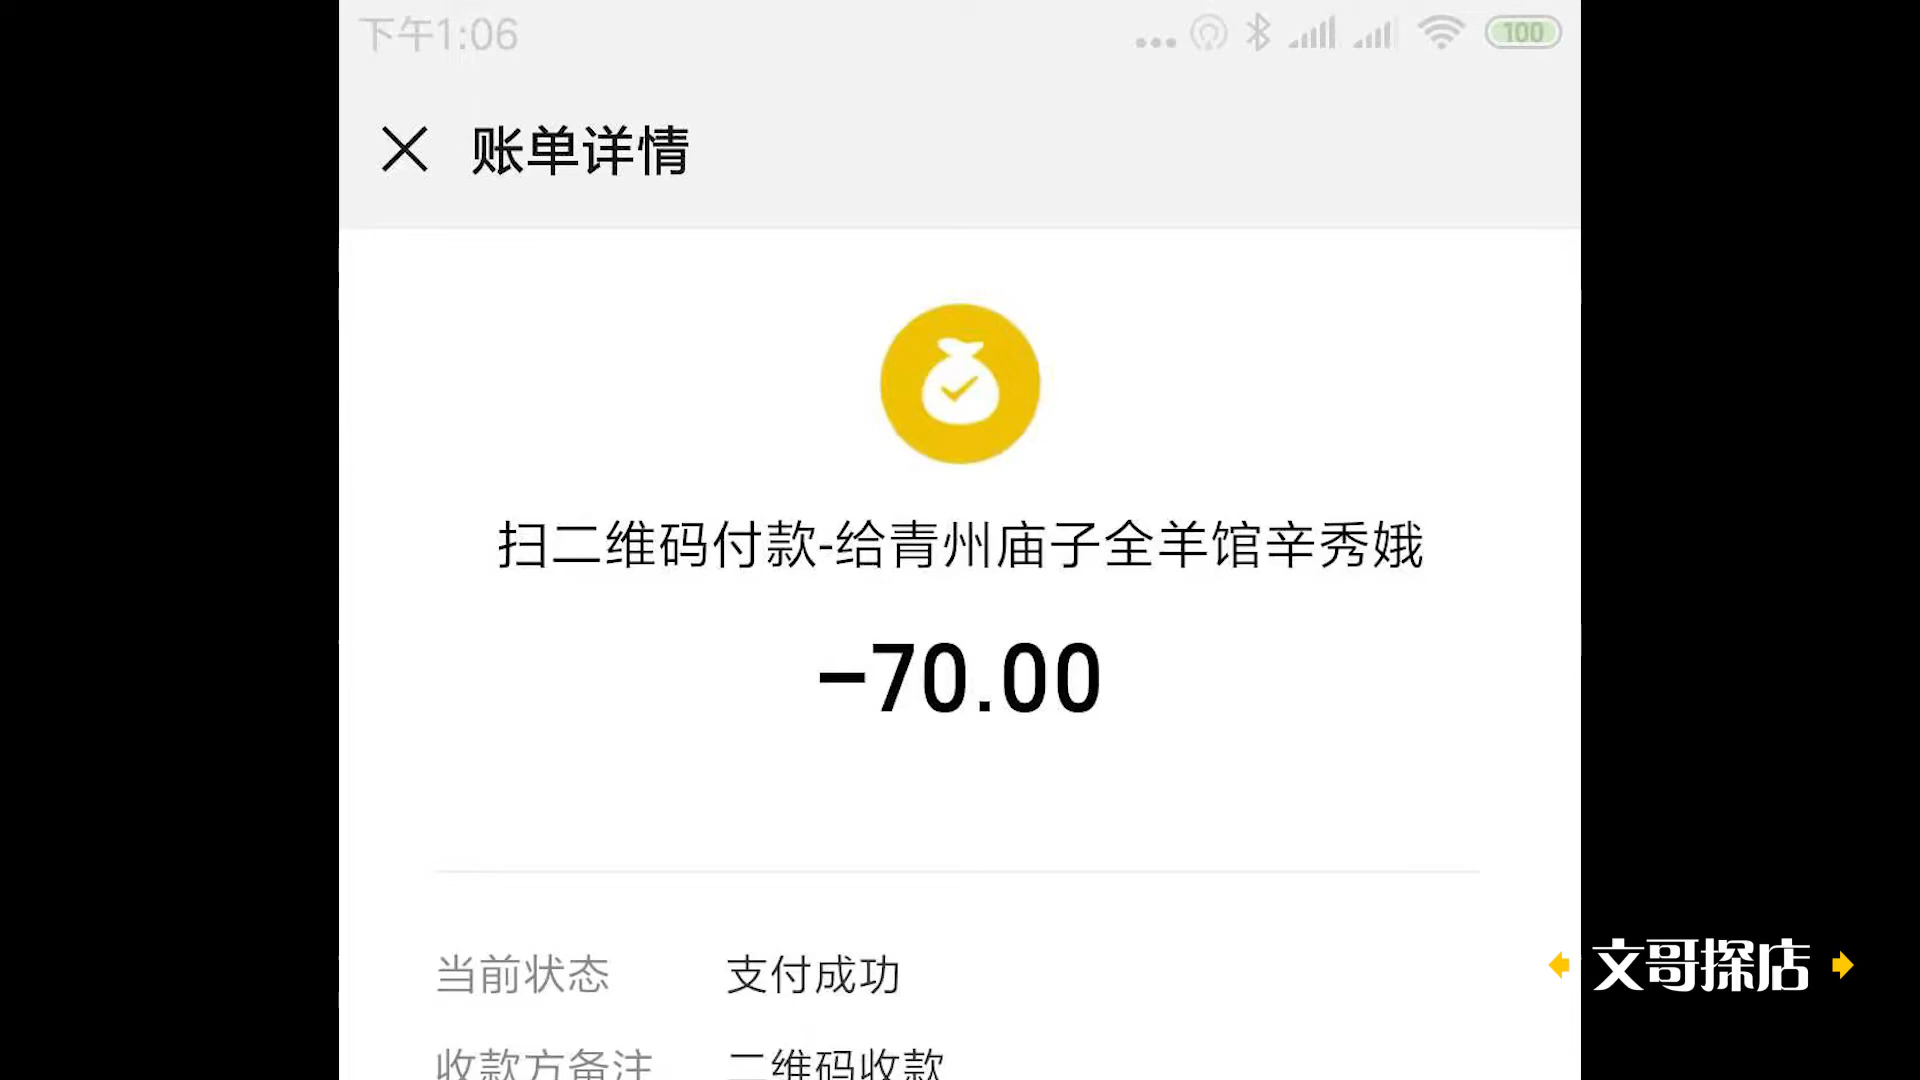 下午1:06
100
账单详情
扫二维码付款-给青州庙子全羊馆辛秀娥
-70.00
当前状态 支付成功
文哥探店
收款方备注 二维码收款